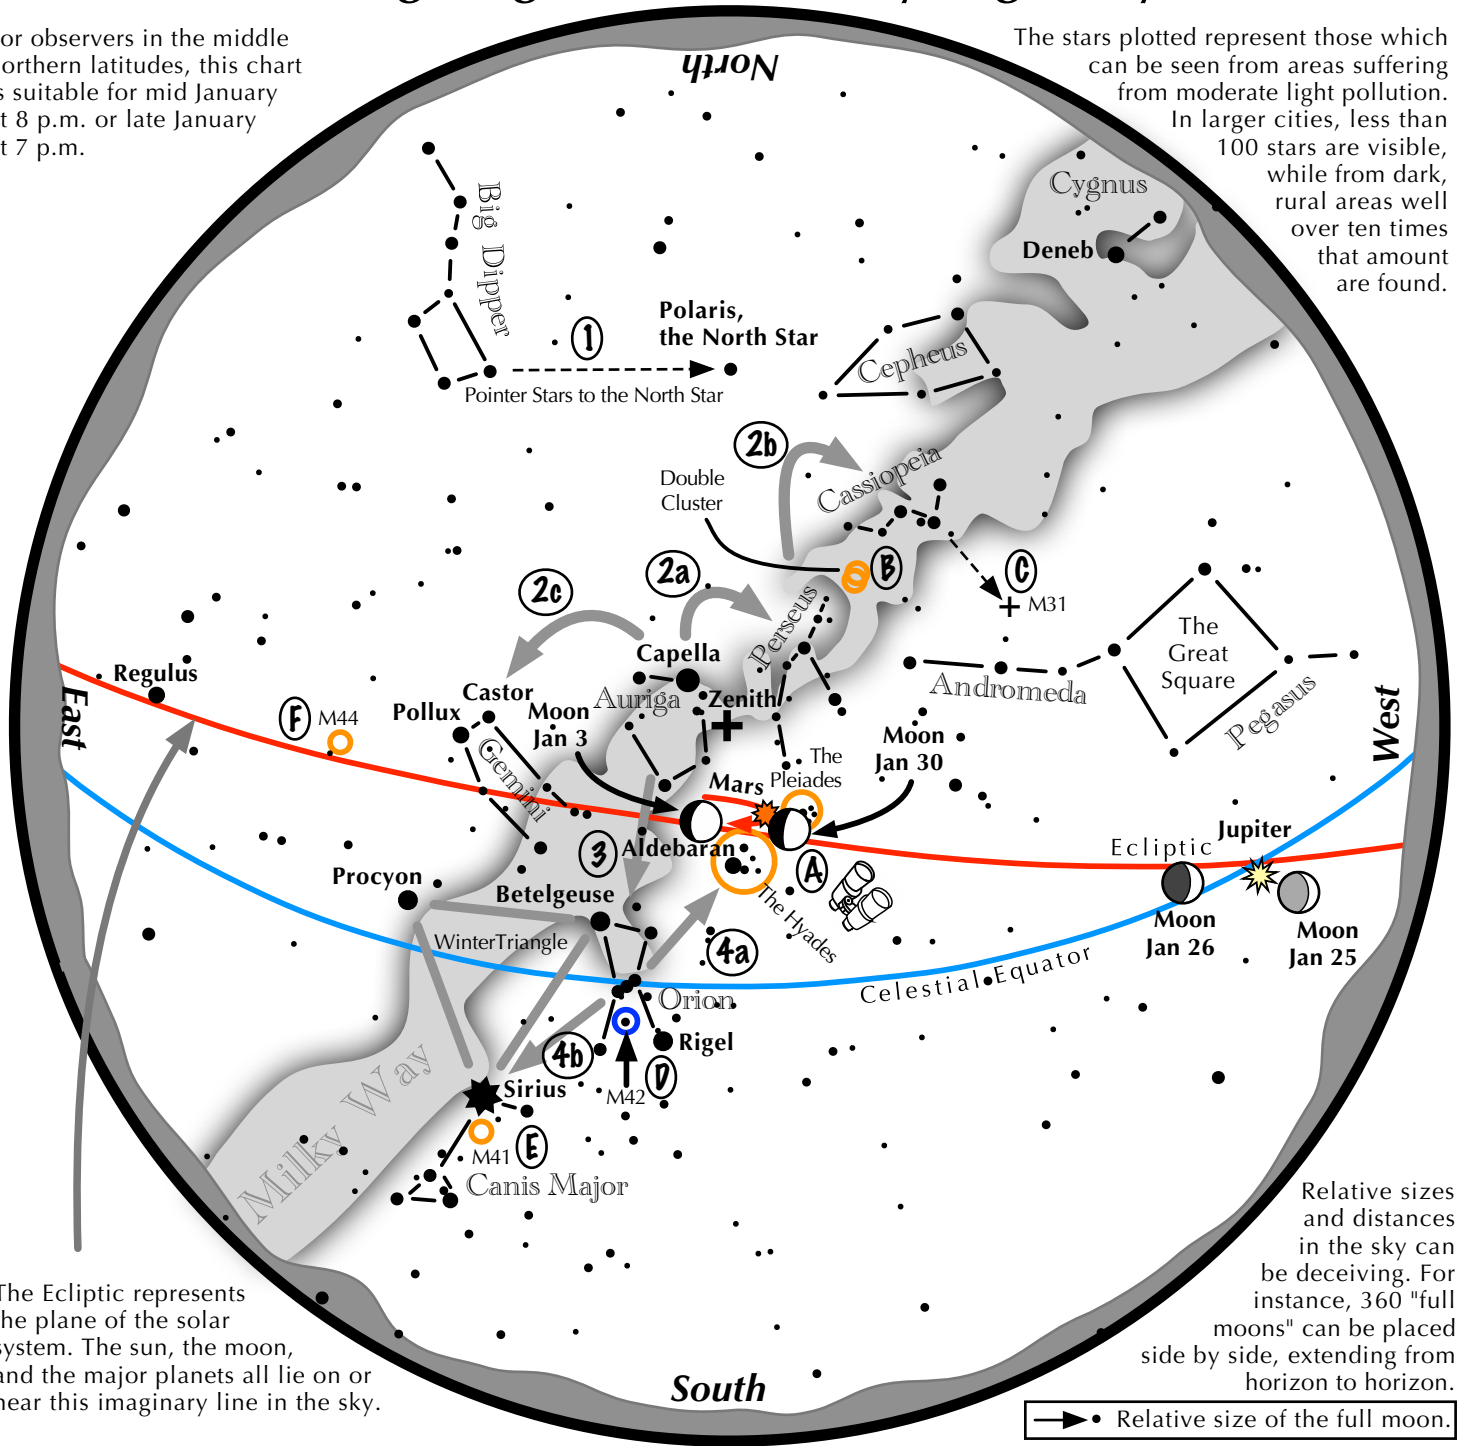 or observers in the middle
orthern latitudes, this chart
s suitable for mid January
t 8 p.m. or late January
t 7 p.m.
The stars plotted represent those which
can be seen from areas suffering
from moderate light pollution.
In larger cities, less than
100 stars are visible,
while from dark,
rural areas well
over ten times
that amount
are found.
North
Cygnus
Deneb
Big Dipper
Polaris,
the North Star
1
Pointer Stars to the North Star
Cepheus
2b
Cassiopeia
Double
Cluster
B
C
M31
2c
2a
Perseus
The
Great
Square
Capella
Regulus
Castor
Auriga
Zenith
Andromeda
Pegasus
East
West
F
M44
Pollux
Moon
Jan 3
Gemini
Moon
Jan 30
The
Pleiades
Mars
3
Aldebaran
A
Ecliptic
Jupiter
Procyon
Betelgeuse
The Hyades
Moon
Jan 26
Moon
Jan 25
WinterTriangle
4a
Celestial Equator
Orion
Rigel
4b
D
M42
Sirius
M41
E
Canis Major
Milky Way
The Ecliptic represents
the plane of the solar
system. The sun, the moon,
and the major planets all lie on or
near this imaginary line in the sky.
South
Relative sizes
and distances
in the sky can
be deceiving. For
instance, 360 "full
moons" can be placed
side by side, extending from
horizon to horizon.
Relative size of the full moon.